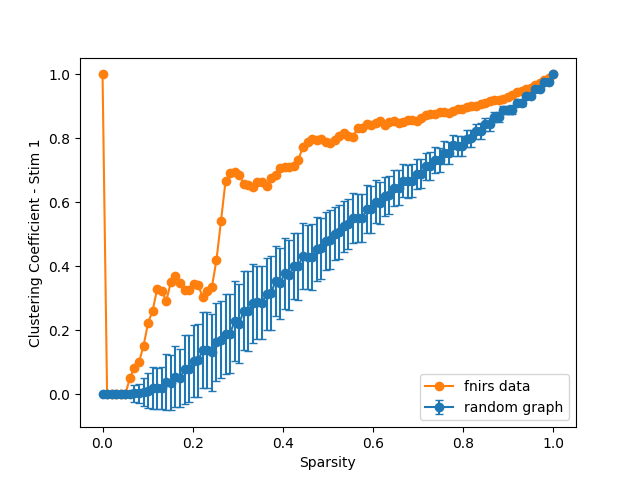 Clustering Coefficient - Stim 1
1.0
0.8
0.6
0.4
0.2
0.0
0.0 0.2 0.4 0.6 0.8 1.0
Sparsity
fnirs data
random graph